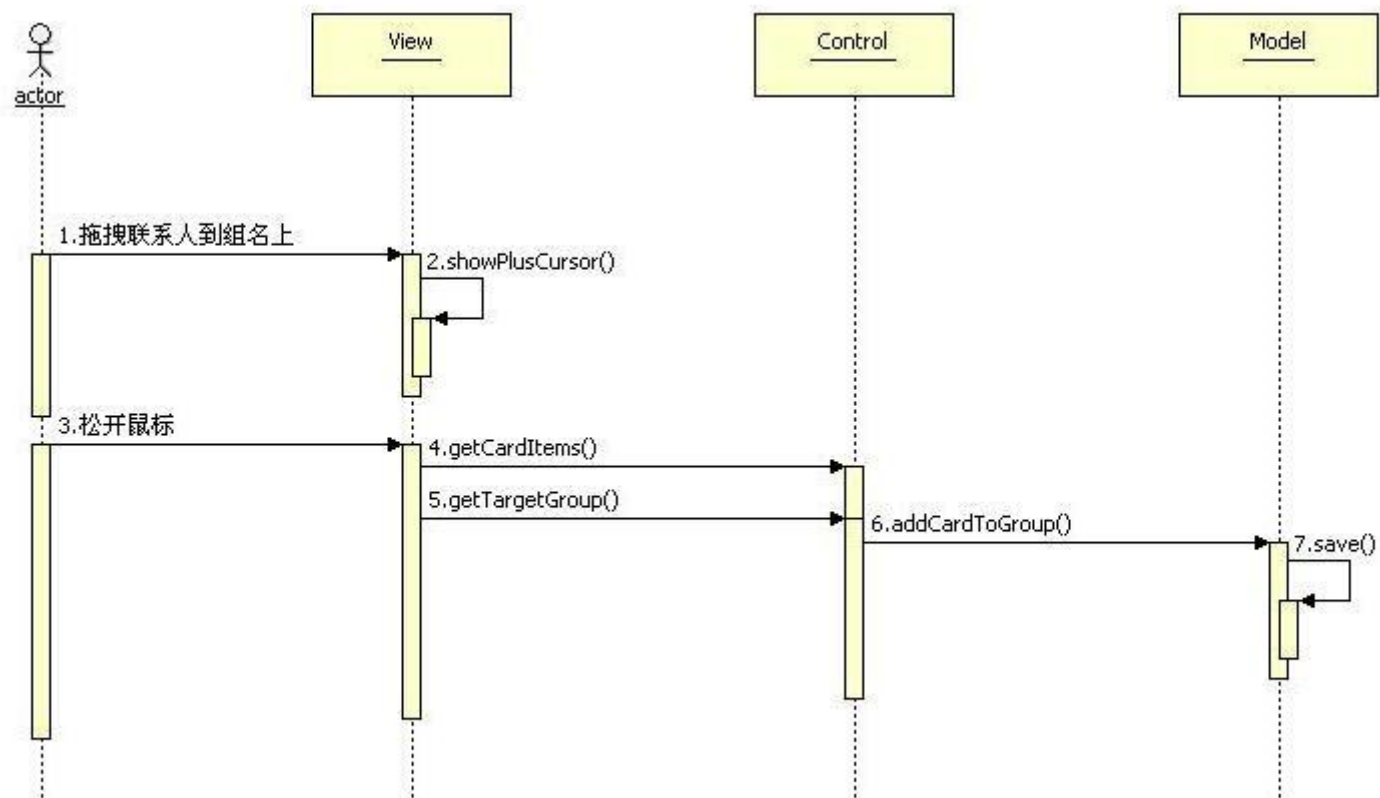 actor
View
Control
Model
1.拖拽联系人到组名上
2.showPlusCursor()
3.松开鼠标
4.getCardItems()
5.getTargetGroup()
6.addCardToGroup()
7.save()